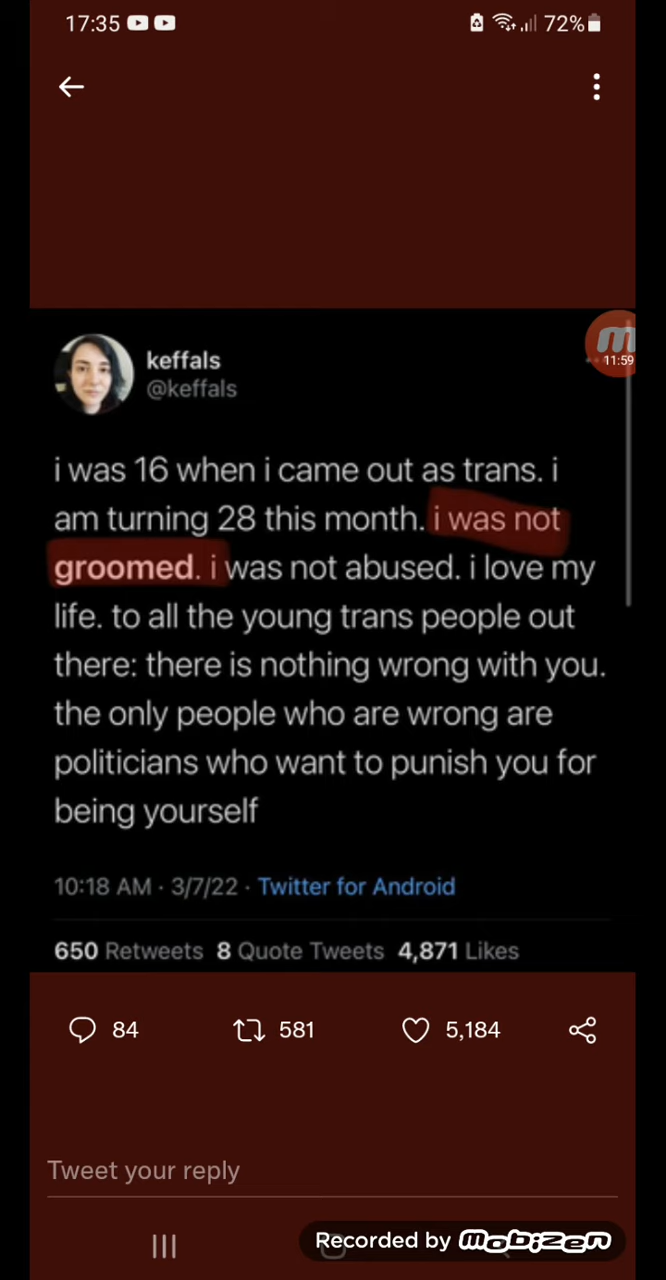 17:35
72%
11:59
keffals
@keffals
i was 16 when i came out as trans. i
am turning 28 this month. i was not
groomed. i was not abused. i love my
life. to all the young trans people out
there: there is nothing wrong with you.
the only people who are wrong are
politicians who want to punish you for
being yourself
10:18 AM · 3/7/22 · Twitter for Android
650 Retweets 8 Quote Tweets 4,871 Likes
84 581 5,184
Tweet your reply
Recorded by mobizen